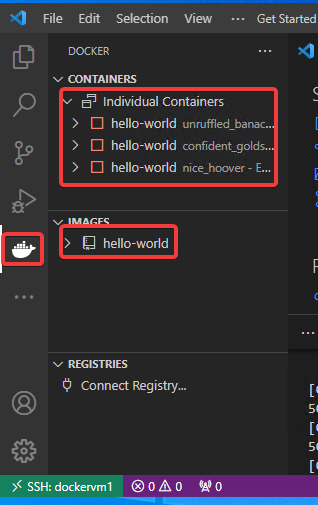 File Edit Selection View ··· Get Started
DOCKER ···
CONTAINERS
Individual Containers
hello-world unruffled_banac...
hello-world confident_golds...
hello-world nice_hoover - E...
IMAGES
hello-world
REGISTRIES
Connect Registry...
SSH: dockervm1 0 0 0